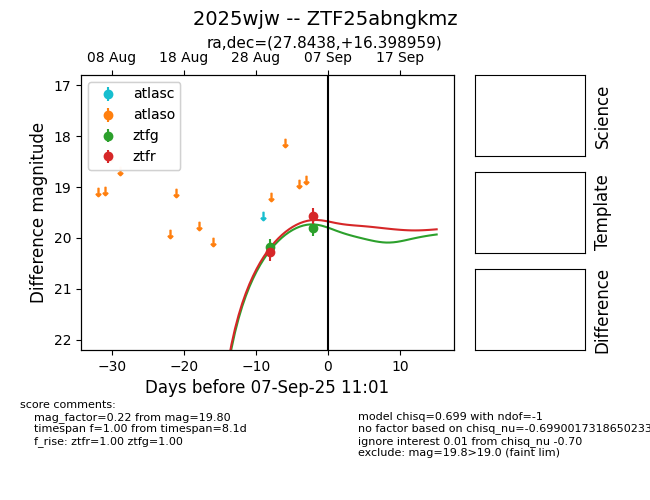 2025wjw -- ZTF25abngkmz
ra,dec=(27.8438,+16.398959)
08 Aug 18 Aug 28 Aug 07 Sep 17 Sep
atlasc
atlaso
ztfg
ztfr
17
18
19
20
21
22
Difference magnitude
−30 −20 −10 0 10
Days before 07-Sep-25 11:01
Science
Template
Difference
score comments:
mag_factor=0.22 from mag=19.80
timespan f=1.00 from timespan=8.1d
f_rise: ztfr=1.00 ztfg=1.00
model chisq=0.699 with ndof=-1
no factor based on chisq_nu=-0.6990017318650233
ignore interest 0.01 from chisq_nu -0.70
exclude: mag=19.8>19.0 (faint lim)